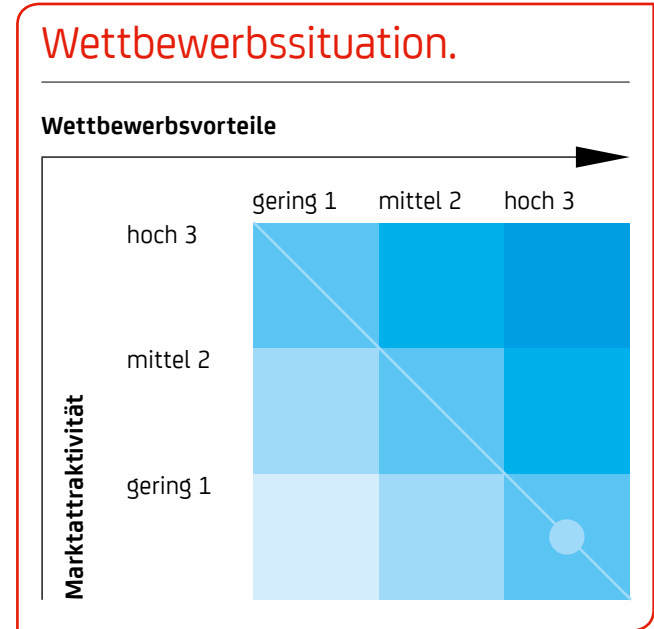 Wettbewerbssituation.
Wettbewerbsvorteile
gering 1 mittel 2 hoch 3
hoch 3
mittel 2
gering 1
Marktattraktivität